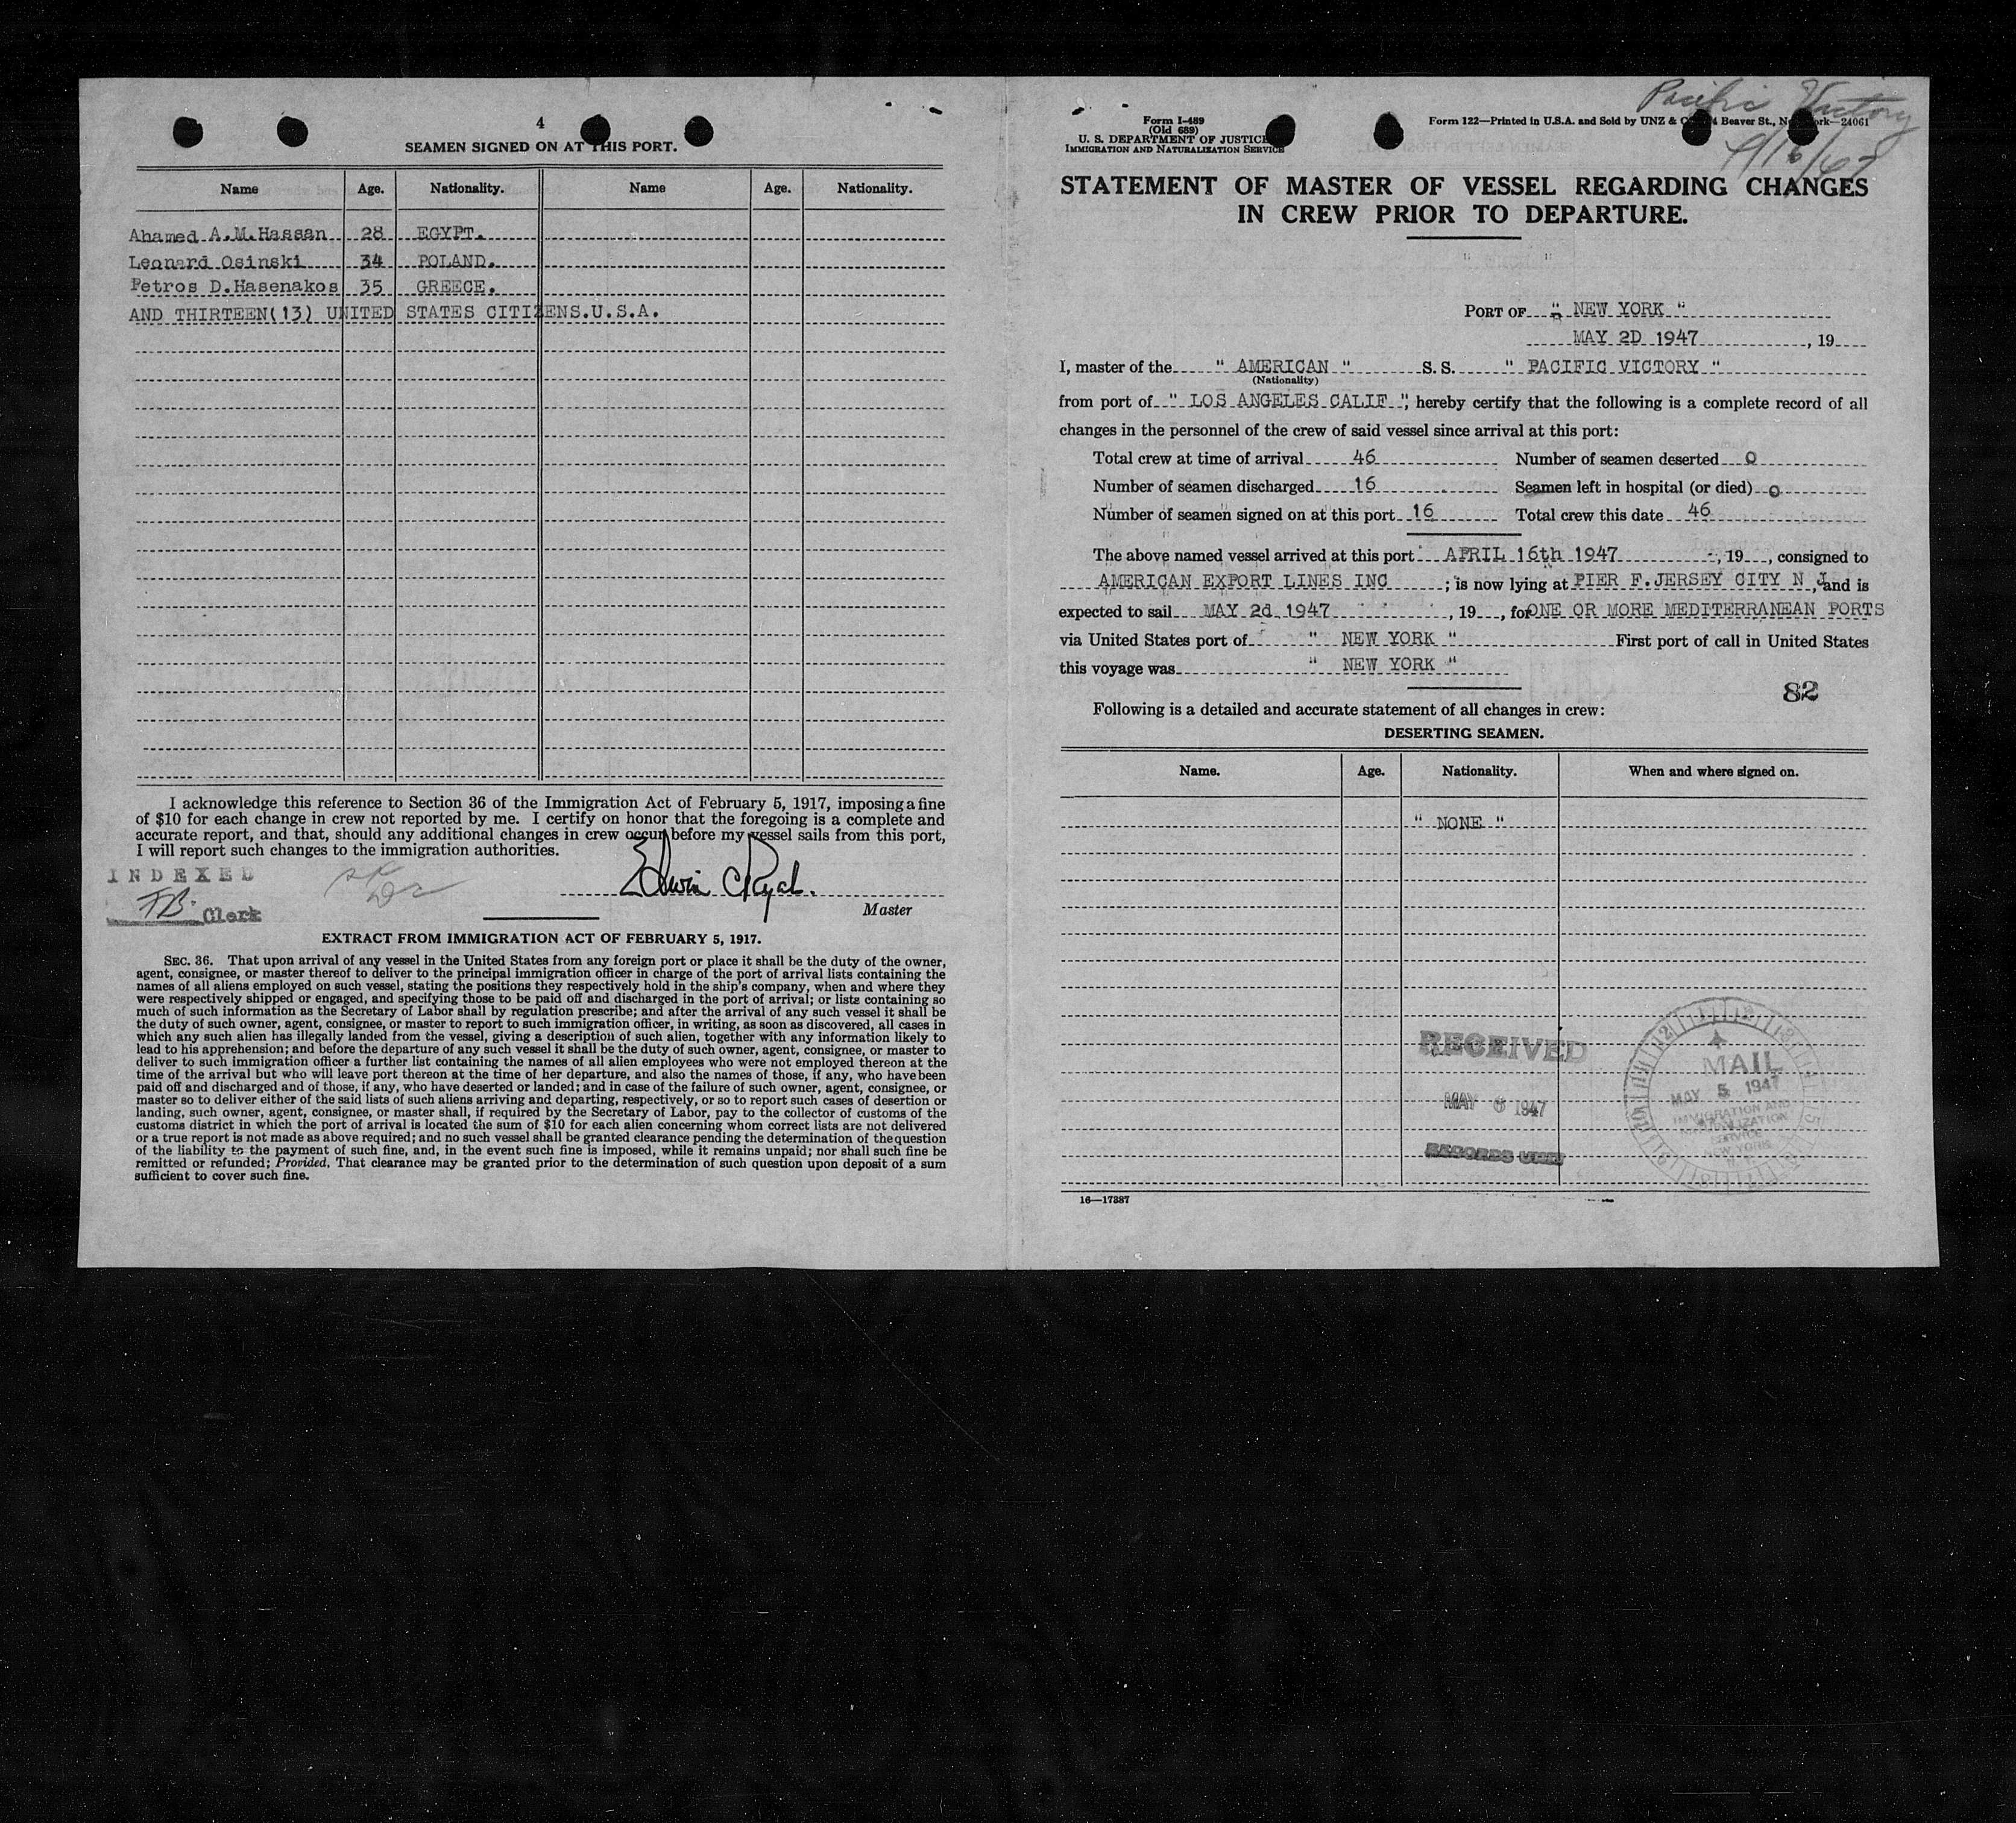 4
SEAMEN SIGNED ON AT THIS PORT.
Name Age. Nationality. Name Age. Nationality.
Ahamed A.M.Hassan 28 EGYPT.
Leonard Osinski 34 POLAND.
Petros D.Hasenakos 35 GREECE.
AND THIRTEEN(13) UNITED STATES CITIZENS.U.S.A.
I acknowledge this reference to Section 36 of the Immigration Act of February 5, 1917, imposing a fine
of $10 for each change in crew not reported by me. I certify on honor that the foregoing is a complete and
accurate report, and that, should any additional changes in crew occur before my vessel sails from this port,
I will report such changes to the immigration authorities.
INDEXED
FB. Clerk
Edwin
Master
EXTRACT FROM IMMIGRATION ACT OF FEBRUARY 5, 1917.
SEC. 36. That upon arrival of any vessel in the United States from any foreign port or place it shall be the duty of the owner,
agent, consignee, or master thereof to deliver to the principal immigration officer in charge of the port of arrival lists containing the
names of all aliens employed on such vessel, stating the positions they respectively hold in the ship's company, when and where they
were respectively shipped or engaged, and specifying those to be paid off and discharged in the port of arrival; or lists containing so
much of such information as the Secretary of Labor shall by regulation prescribe; and after the arrival of any such vessel it shall be
the duty of such owner, agent, consignee, or master to report to such immigration officer, in writing, as soon as discovered, all cases in
which any such alien has illegally landed from the vessel, giving a description of such alien, together with any information likely to
lead to his apprehension; and before the departure of any such vessel it shall be the duty of such owner, agent, consignee, or master to
deliver to such immigration officer a further list containing the names of all alien employees who were not employed thereon at the
time of the arrival but who will leave port thereon at the time of her departure, and also the names of those, if any, who have been
paid off and discharged and of those, if any, who have deserted or landed; and in case of the failure of such owner, agent, consignee, or
master so to deliver either of the said lists of such aliens arriving and departing, respectively, or so to report such cases of desertion or
landing, such owner, agent, consignee, or master shall, if required by the Secretary of Labor, pay to the collector of customs of the
customs district in which the port of arrival is located the sum of $10 for each alien concerning whom correct lists are not delivered
or a true report is not made as above required; and no such vessel shall be granted clearance pending the determination of the question
of the liability to the payment of such fine, and, in the event such fine is imposed, while it remains unpaid; nor shall such fine be
remitted or refunded; Provided, That clearance may be granted prior to the determination of such question upon deposit of a sum
sufficient to cover such fine.
Pacific Victory
4/16/47
Form I-489
(Old 689)
U. S. DEPARTMENT OF JUSTICE
IMMIGRATION AND NATURALIZATION SERVICE
Form 122—Printed in U.S.A. and Sold by UNZ & Beaver St., 24061
STATEMENT OF MASTER OF VESSEL REGARDING CHANGES
IN CREW PRIOR TO DEPARTURE.
PORT OF " NEW YORK "
MAY 2D 1947 , 19
I, master of the " AMERICAN " S. S. " PACIFIC VICTORY "
(Nationality)
from port of " LOS ANGELES CALIF ", hereby certify that the following is a complete record of all
changes in the personnel of the crew of said vessel since arrival at this port:
Total crew at time of arrival 46 Number of seamen deserted 0
Number of seamen discharged 16 Seamen left in hospital (or died) 0
Number of seamen signed on at this port 16 Total crew this date 46
The above named vessel arrived at this port APRIL 16th 1947 , 19 , consigned to
AMERICAN EXPORT LINES INC ; is now lying at PIER F.JERSEY CITY N J, and is
expected to sail MAY 2d 1947 , 19 , for ONE OR MORE MEDITERRANEAN PORTS
via United States port of " NEW YORK " First port of call in United States
this voyage was " NEW YORK "
82
Following is a detailed and accurate statement of all changes in crew:
DESERTING SEAMEN.
Name. Age. Nationality. When and where signed on.
" NONE "
RECEIVED
MAY 6 1947
RECORDS UNIT
MAIL
MAY 5 1947
IMMIGRATION AND
NATURALIZATION
SERVICE
NEW YORK
16—17387